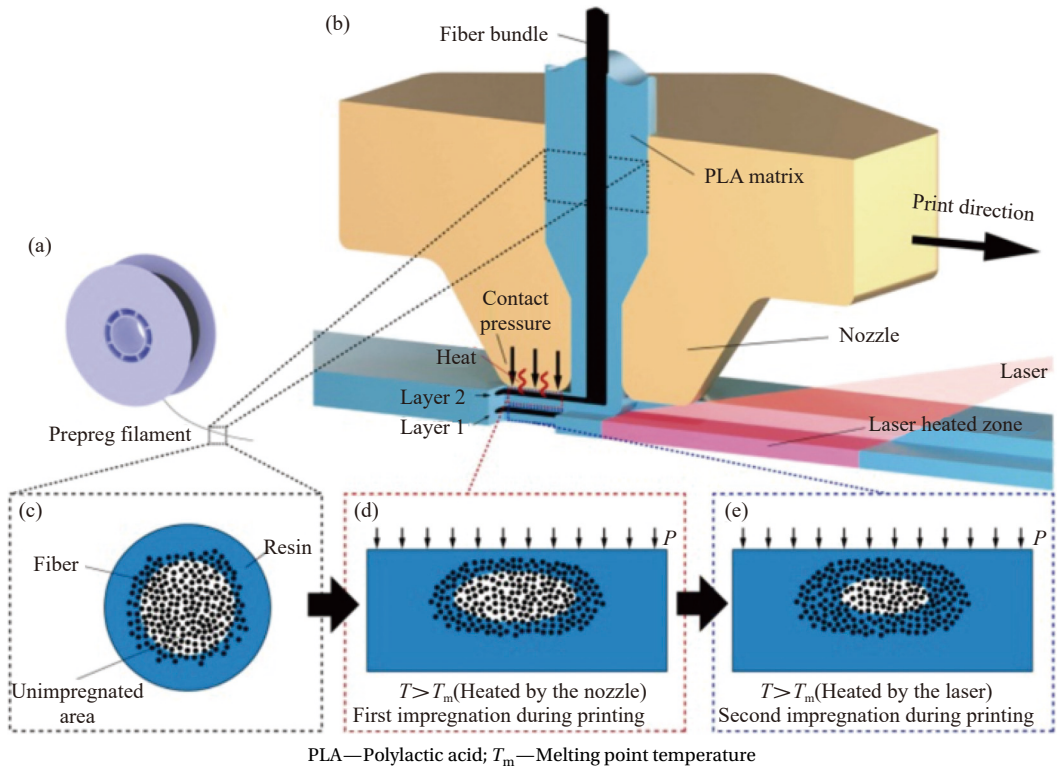 (b)
Fiber bundle
PLA matrix
Print direction
(a)
Contact
pressure
Nozzle
Heat
Laser
Layer 2
Layer 1
Laser heated zone
Prepreg filament
(c)
Fiber
Resin
Unimpregnated
area
(d)
P
T>Tm(Heated by the nozzle)
First impregnation during printing
(e)
P
T>Tm(Heated by the laser)
Second impregnation during printing
PLA—Polylactic acid; Tm—Melting point temperature